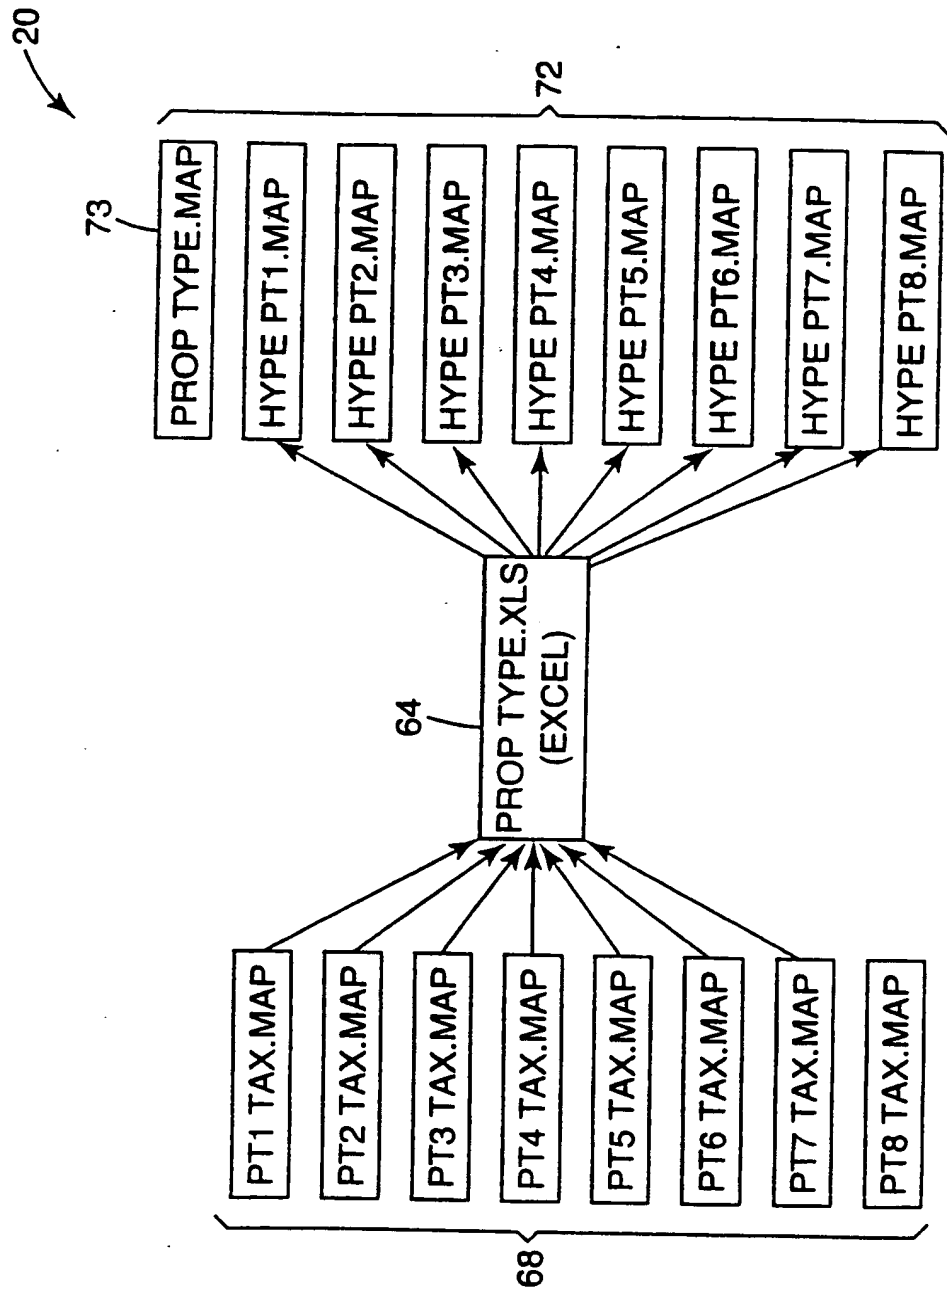 20
73
PROP TYPE.MAP
HYPE PT1.MAP
HYPE PT2.MAP
HYPE PT3.MAP
HYPE PT4.MAP
HYPE PT5.MAP
HYPE PT6.MAP
HYPE PT7.MAP
HYPE PT8.MAP
72
64
PROP TYPE.XLS
(EXCEL)
PT1 TAX.MAP
PT2 TAX.MAP
PT3 TAX.MAP
PT4 TAX.MAP
PT5 TAX.MAP
PT6 TAX.MAP
PT7 TAX.MAP
PT8 TAX.MAP
68